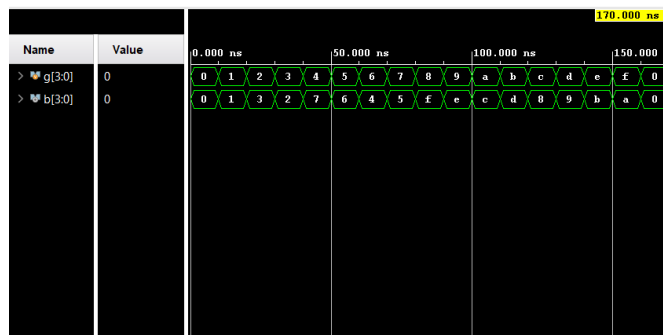 170.000 ns
Name Value 0.000 ns 50.000 ns 100.000 ns 150.000
> g[3:0] 0 0 1 2 3 4 5 6 7 8 9 a b c d e f 0
> b[3:0] 0 0 1 3 2 7 6 4 5 f e c d 8 9 b a 0